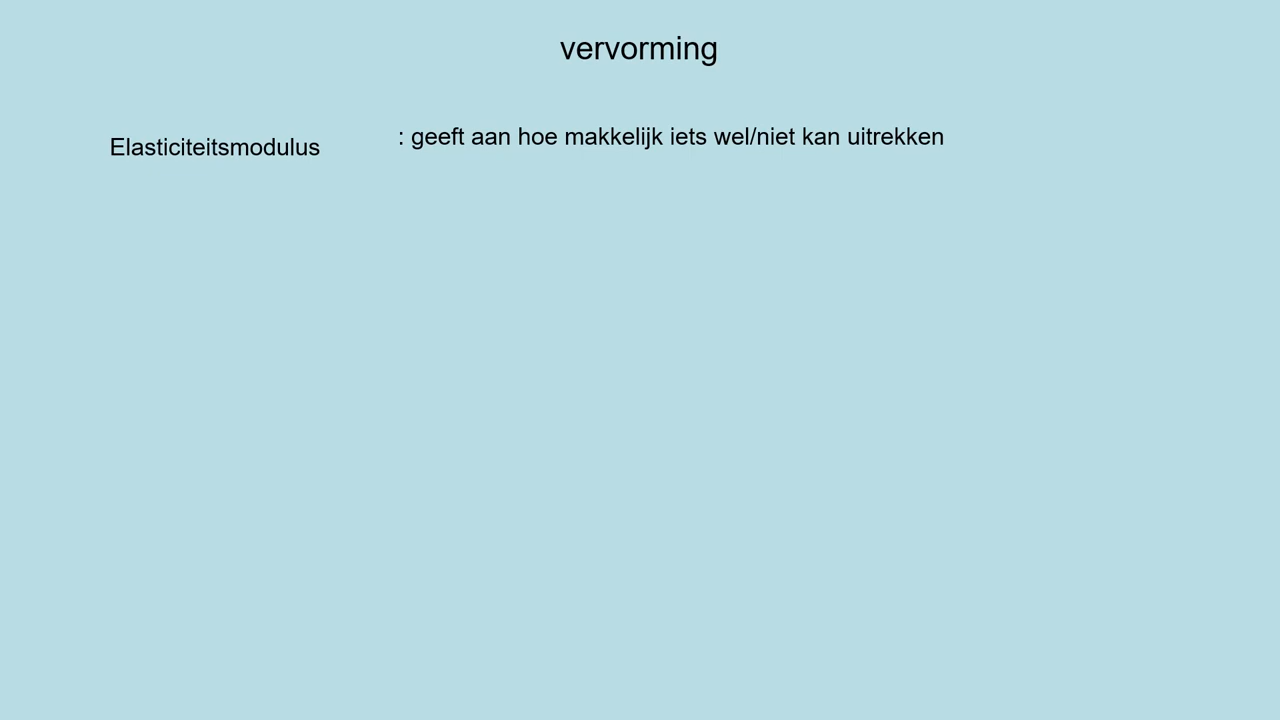 vervorming
Elasticiteitsmodulus : geeft aan hoe makkelijk iets wel/niet kan uitrekken